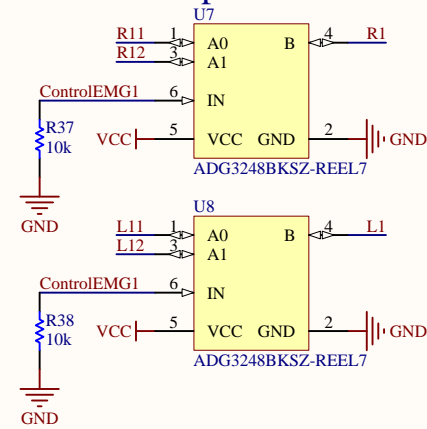 U7
R11 1 A0 B 4 R1
R12 3 A1
ControlEMG1 6 IN
R37
10k
VCC 5 VCC GND 2 GND
ADG3248BKSZ-REEL7
GND
U8
L11 1 A0 B 4 L1
L12 3 A1
ControlEMG1 6 IN
R38
10k
VCC 5 VCC GND 2 GND
ADG3248BKSZ-REEL7
GND